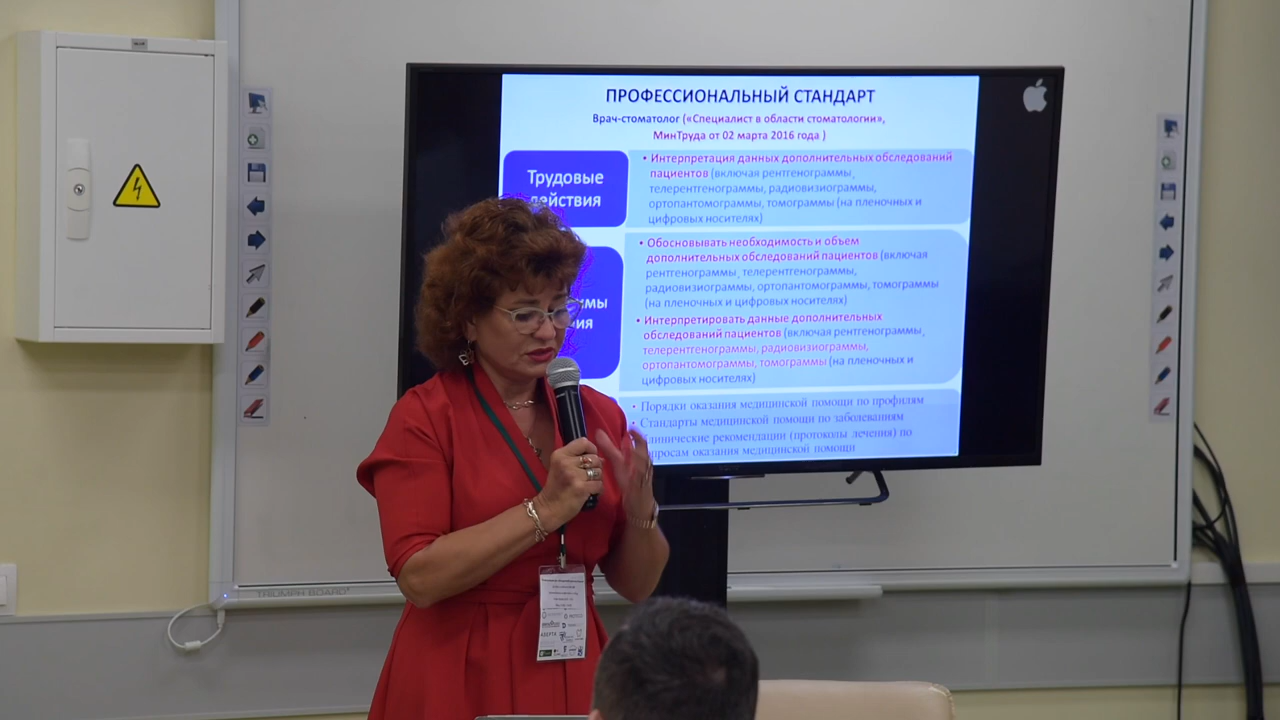 ПРОФЕССИОНАЛЬНЫЙ СТАНДАРТ
Врач-стоматолог («Специалист в области стоматологии»,
МинТруда от 02 марта 2016 года )
Трудовые
действия
• Интерпретация данных дополнительных обследований
пациентов (включая рентгенограммы,
телерентгенограммы, радиовизиограммы,
ортопантомограммы, томограммы (на пленочных и
цифровых носителях)
• Обосновывать необходимость и объем
дополнительных обследований пациентов (включая
рентгенограммы, телерентгенограммы,
радиовизиограммы, ортопантомограммы, томограммы
(на пленочных и цифровых носителях)
• Интерпретировать данные дополнительных
обследований пациентов (включая рентгенограммы,
телерентгенограммы, радиовизиограммы,
ортопантомограммы, томограммы (на пленочных и
цифровых носителях)
• Порядки оказания медицинской помощи по профилям
• Стандарты медицинской помощи по заболеваниям
рекомендации (протоколы лечения) по
оказания медицинской помощи
TRIUMPH BOARD